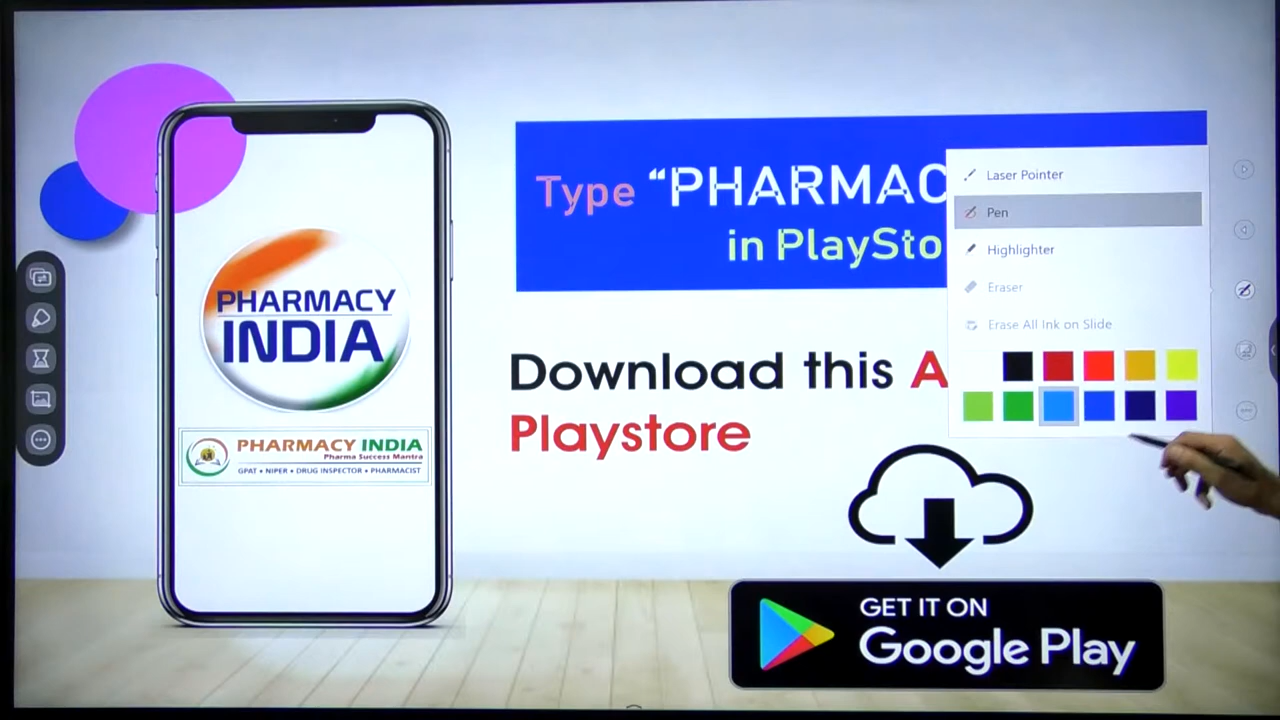 Type “PHARMAC
in PlaySto
Download this A
Playstore
PHARMACY
INDIA
PHARMACY INDIA
Pharma Success Mantra
GPAT • NIPER • DRUG INSPECTOR • PHARMACIST
Laser Pointer
Pen
Highlighter
Eraser
Erase All Ink on Slide
GET IT ON
Google Play